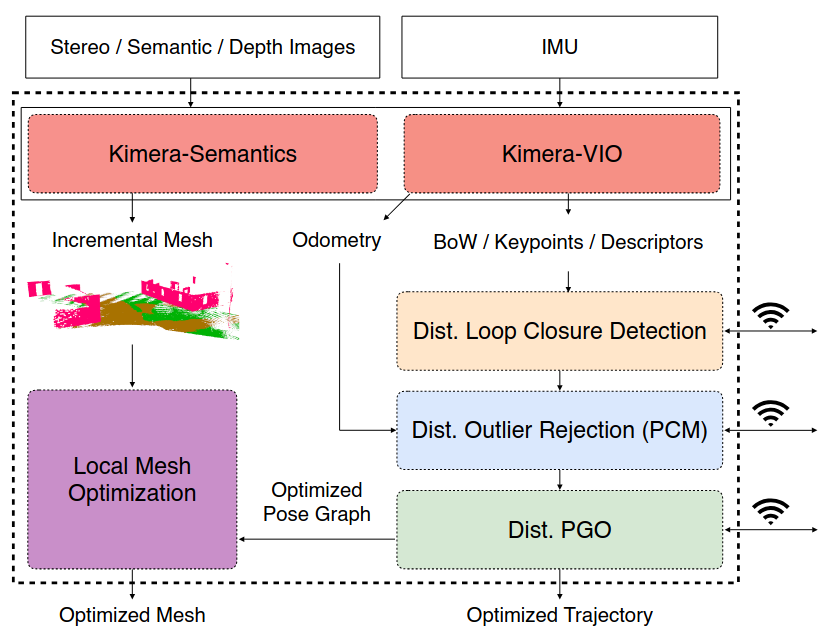 Stereo / Semantic / Depth Images
IMU
Kimera-Semantics
Kimera-VIO
Incremental Mesh
Odometry
BoW / Keypoints / Descriptors
Dist. Loop Closure Detection
Dist. Outlier Rejection (PCM)
Local Mesh
Optimization
Optimized
Pose Graph
Dist. PGO
Optimized Mesh
Optimized Trajectory